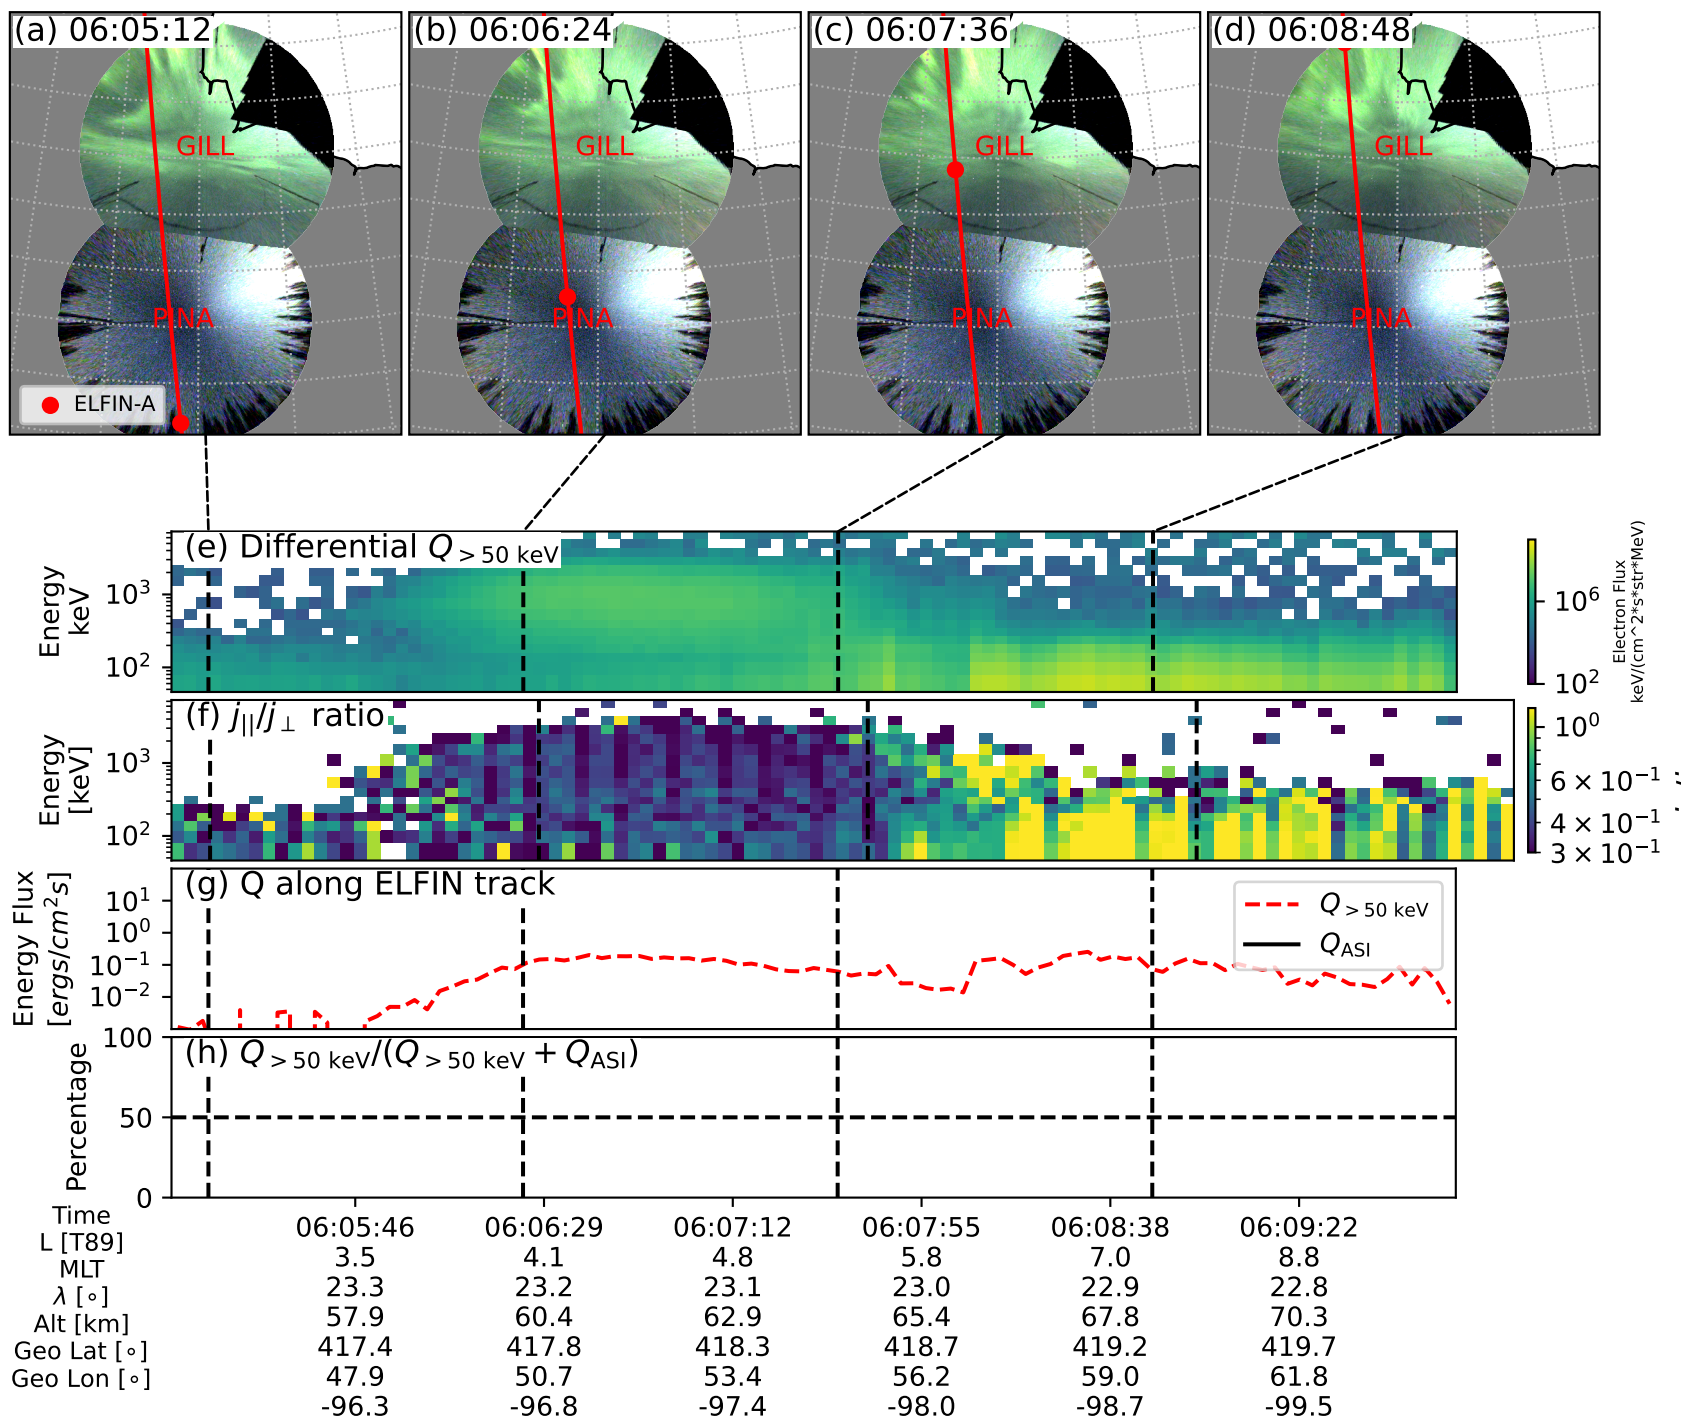 (a) 06:05:12
(b) 06:06:24
(c) 06:07:36
(d) 06:08:48
GILL
GILL
GILL
GILL
PINA
PINA
PINA
PINA
ELFIN-A
(e) Differential Q > 50 keV
Energy
keV
10³
10²
10⁶
10²
Electron Flux
keV/(cm^2*s*str*MeV)
(f) j||/j⊥ ratio
Energy
[keV]
10³
10²
10⁰
6 × 10⁻¹
4 × 10⁻¹
3 × 10⁻¹
(g) Q along ELFIN track
Energy Flux
[ergs/cm²s]
10¹
10⁰
10⁻¹
10⁻²
Q > 50 keV
Q ASI
(h) Q > 50 keV/(Q > 50 keV + Q ASI)
Percentage
100
50
0
Time 06:05:46 06:06:29 06:07:12 06:07:55 06:08:38 06:09:22
L [T89] 3.5 4.1 4.8 5.8 7.0 8.8
MLT 23.3 23.2 23.1 23.0 22.9 22.8
λ [∘] 57.9 60.4 62.9 65.4 67.8 70.3
Alt [km] 417.4 417.8 418.3 418.7 419.2 419.7
Geo Lat [∘] 47.9 50.7 53.4 56.2 59.0 61.8
Geo Lon [∘] -96.3 -96.8 -97.4 -98.0 -98.7 -99.5